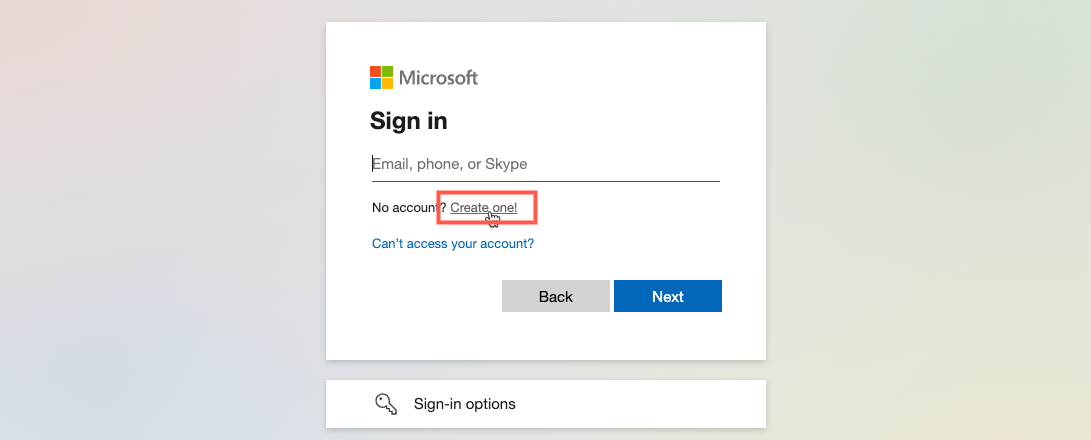 Microsoft
Sign in
Email, phone, or Skype
No account? Create one!
Can't access your account?
Back
Next
Sign-in options